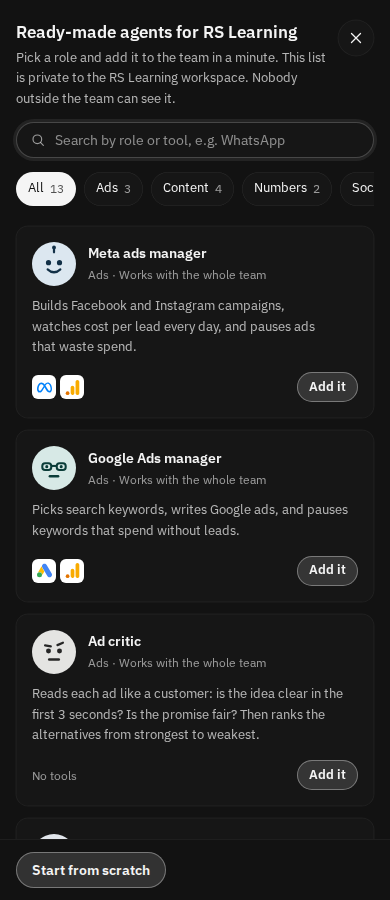 Ready-made agents for RS Learning
Pick a role and add it to the team in a minute. This list
is private to the RS Learning workspace. Nobody
outside the team can see it.
Search by role or tool, e.g. WhatsApp
All 13
Ads 3
Content 4
Numbers 2
Soc
Meta ads manager
Ads · Works with the whole team
Builds Facebook and Instagram campaigns,
watches cost per lead every day, and pauses ads
that waste spend.
Add it
Google Ads manager
Ads · Works with the whole team
Picks search keywords, writes Google ads, and pauses
keywords that spend without leads.
Add it
Ad critic
Ads · Works with the whole team
Reads each ad like a customer: is the idea clear in the
first 3 seconds? Is the promise fair? Then ranks the
alternatives from strongest to weakest.
No tools
Add it
Start from scratch